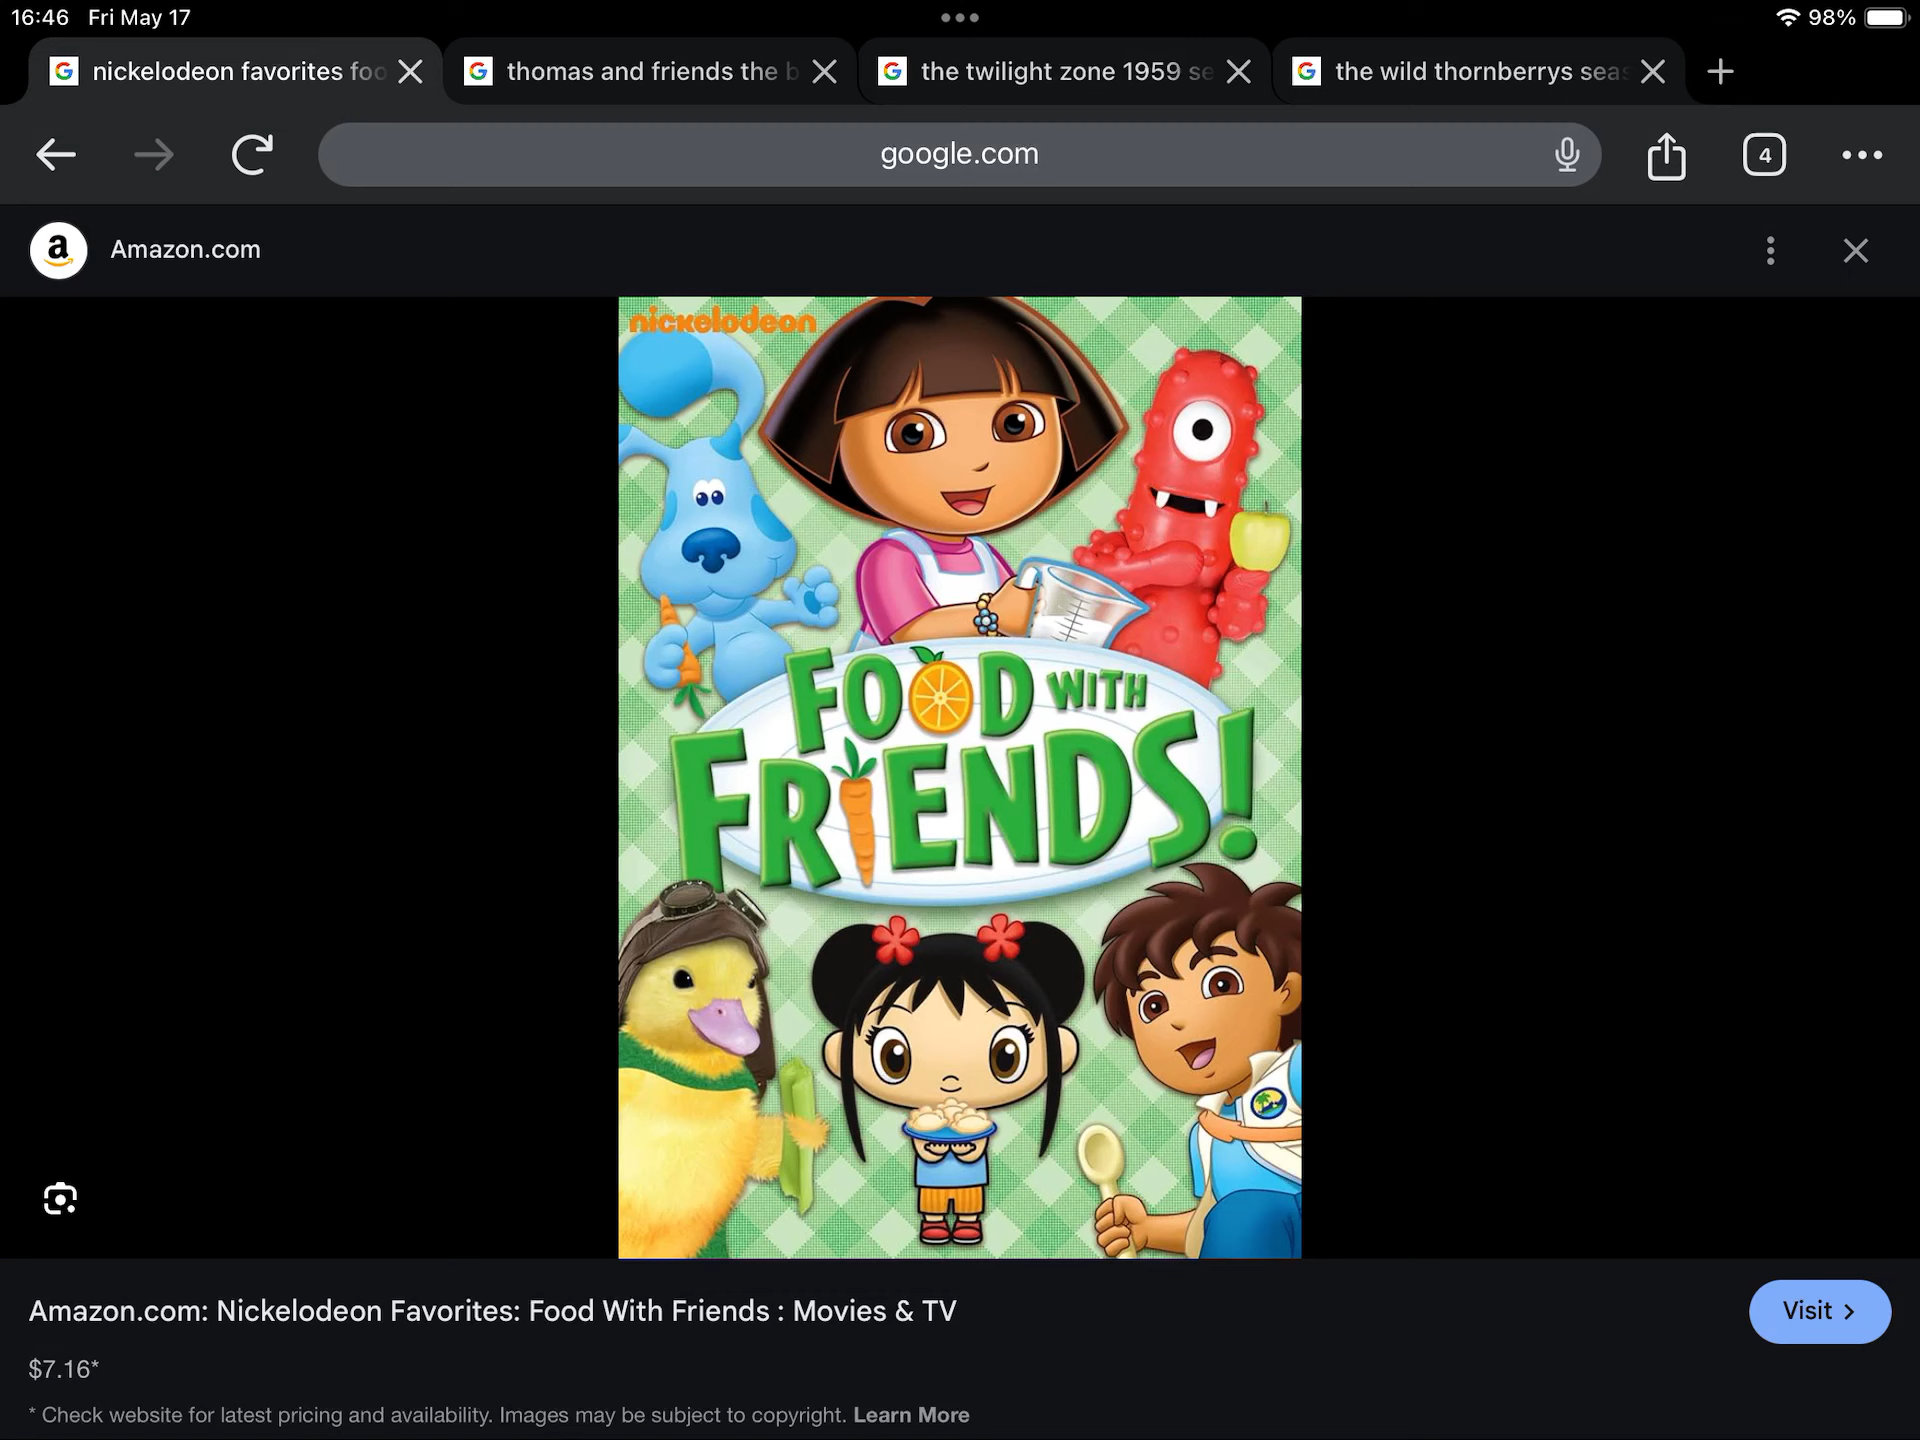 16:46 Fri May 17
98%
nickelodeon favorites foo
thomas and friends the b
the twilight zone 1959 se
the wild thornberrys seas
google.com
4
a
Amazon.com
nickelodeon
FOOD WITH
FRIENDS!
Amazon.com: Nickelodeon Favorites: Food With Friends : Movies & TV
Visit
$7.16*
* Check website for latest pricing and availability. Images may be subject to copyright. Learn More